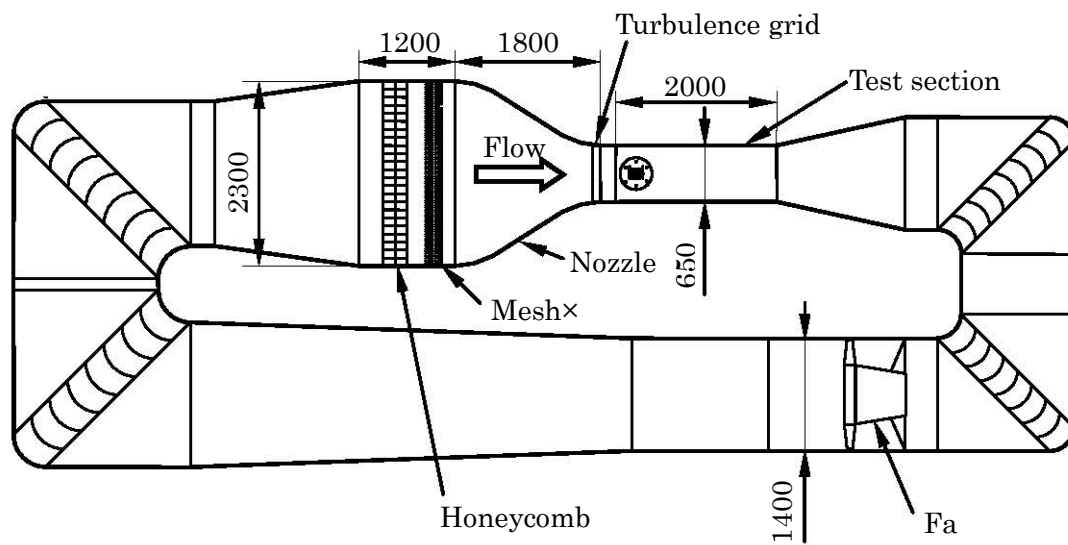 Turbulence grid
1200
1800
2000
Test section
Flow
2300
650
Nozzle
Mesh×
1400
Honeycomb
Fa